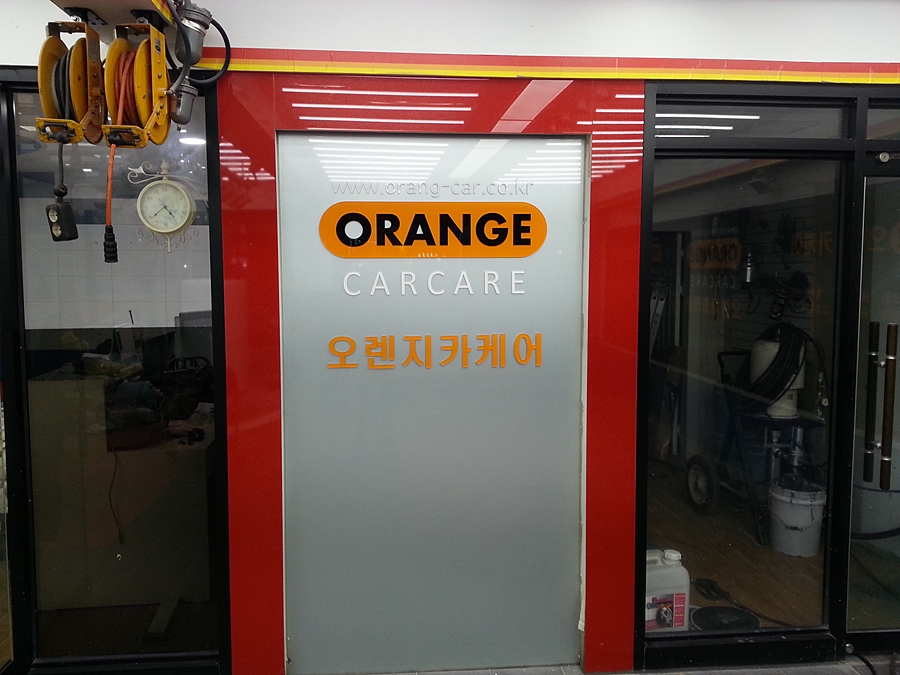 www.orang-car.co.kr
ORANGE
CARCARE
오렌지카케어